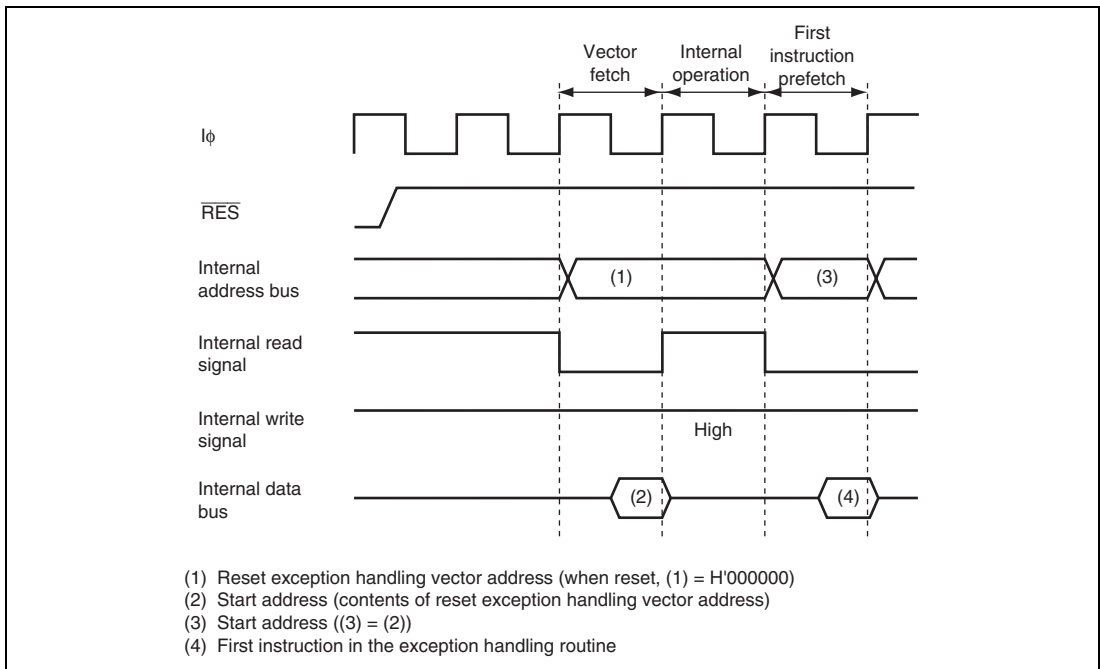 Vector
fetch
Internal
operation
First
instruction
prefetch
Iϕ
RES
Internal
address bus
(1)
(3)
Internal read
signal
Internal write
signal
High
Internal data
bus
(2)
(4)
(1) Reset exception handling vector address (when reset, (1) = H'000000)
(2) Start address (contents of reset exception handling vector address)
(3) Start address ((3) = (2))
(4) First instruction in the exception handling routine